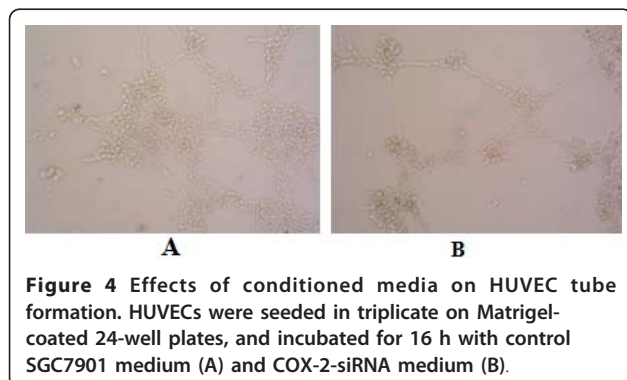 A
B
Figure 4 Effects of conditioned media on HUVEC tube
formation. HUVECs were seeded in triplicate on Matrigel-
coated 24-well plates, and incubated for 16 h with control
SGC7901 medium (A) and COX-2-siRNA medium (B).